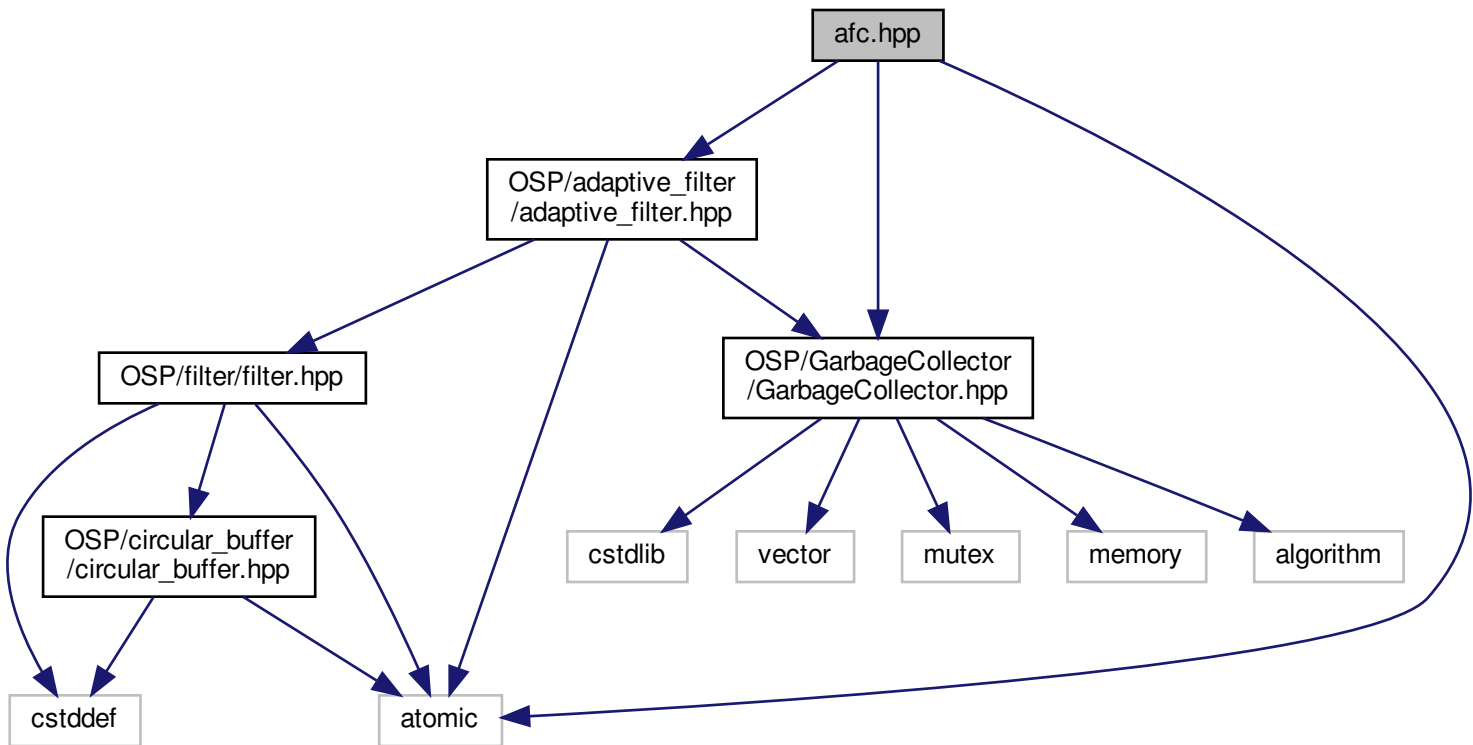 afc.hpp
OSP/adaptive_filter
/adaptive_filter.hpp
OSP/filter/filter.hpp
OSP/GarbageCollector
/GarbageCollector.hpp
OSP/circular_buffer
/circular_buffer.hpp
cstdlib
vector
mutex
memory
algorithm
cstddef
atomic